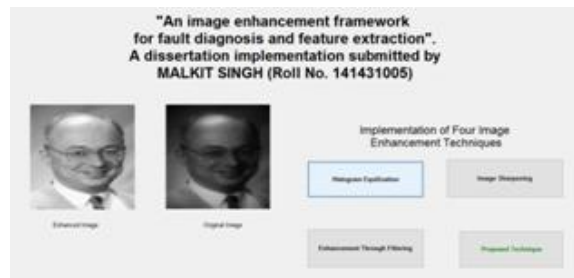 "An image enhancement framework
for fault diagnosis and feature extraction".
A dissertation implementation submitted by
MALKIT SINGH (Roll No. 141431005)
Implementation of Four Image
Enhancement Techniques
Histogram Equilization
Image Sharpening
Enhanced Image
Original Image
Enhancement Through Filtering
Proposed Technique